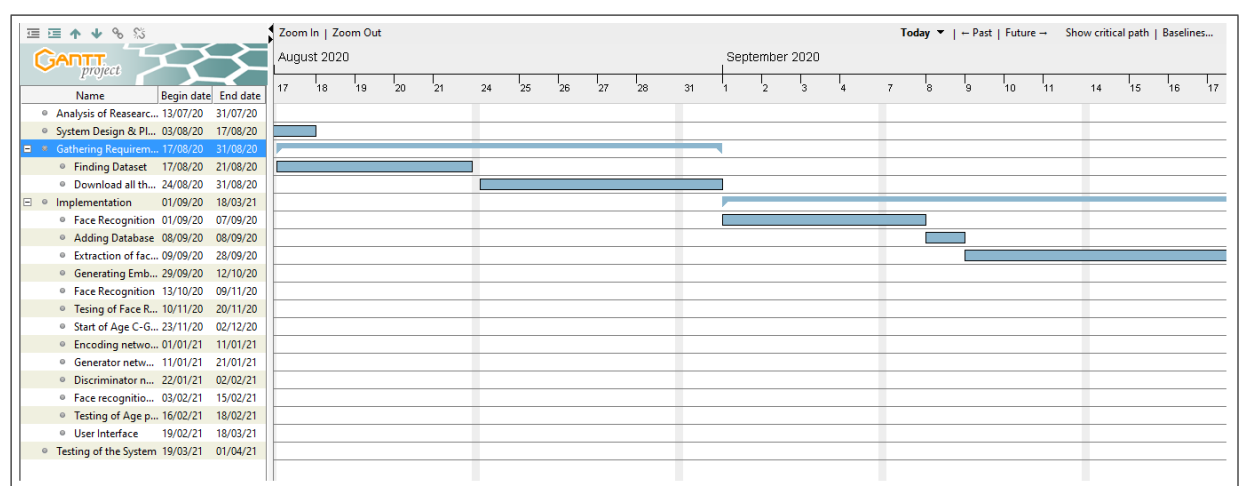 Zoom In | Zoom Out Today ▼ | ← Past | Future → Show critical path | Baselines...
GANTT
project
August 2020 September 2020
17 18 19 20 21 24 25 26 27 28 31 1 2 3 4 7 8 9 10 11 14 15 16 17
Name Begin date End date
Analysis of Reasearc... 13/07/20 31/07/20
System Design & Pl... 03/08/20 17/08/20
Gathering Requirem... 17/08/20 31/08/20
Finding Dataset 17/08/20 21/08/20
Download all th... 24/08/20 31/08/20
Implementation 01/09/20 18/03/21
Face Recognition 01/09/20 07/09/20
Adding Database 08/09/20 08/09/20
Extraction of fac... 09/09/20 28/09/20
Generating Emb... 29/09/20 12/10/20
Face Recognition 13/10/20 09/11/20
Tesing of Face R... 10/11/20 20/11/20
Start of Age C-G... 23/11/20 02/12/20
Encoding netwo... 01/01/21 11/01/21
Generator netw... 11/01/21 21/01/21
Discriminator n... 22/01/21 02/02/21
Face recognitio... 03/02/21 15/02/21
Testing of Age p... 16/02/21 18/02/21
User Interface 19/02/21 18/03/21
Testing of the System 19/03/21 01/04/21